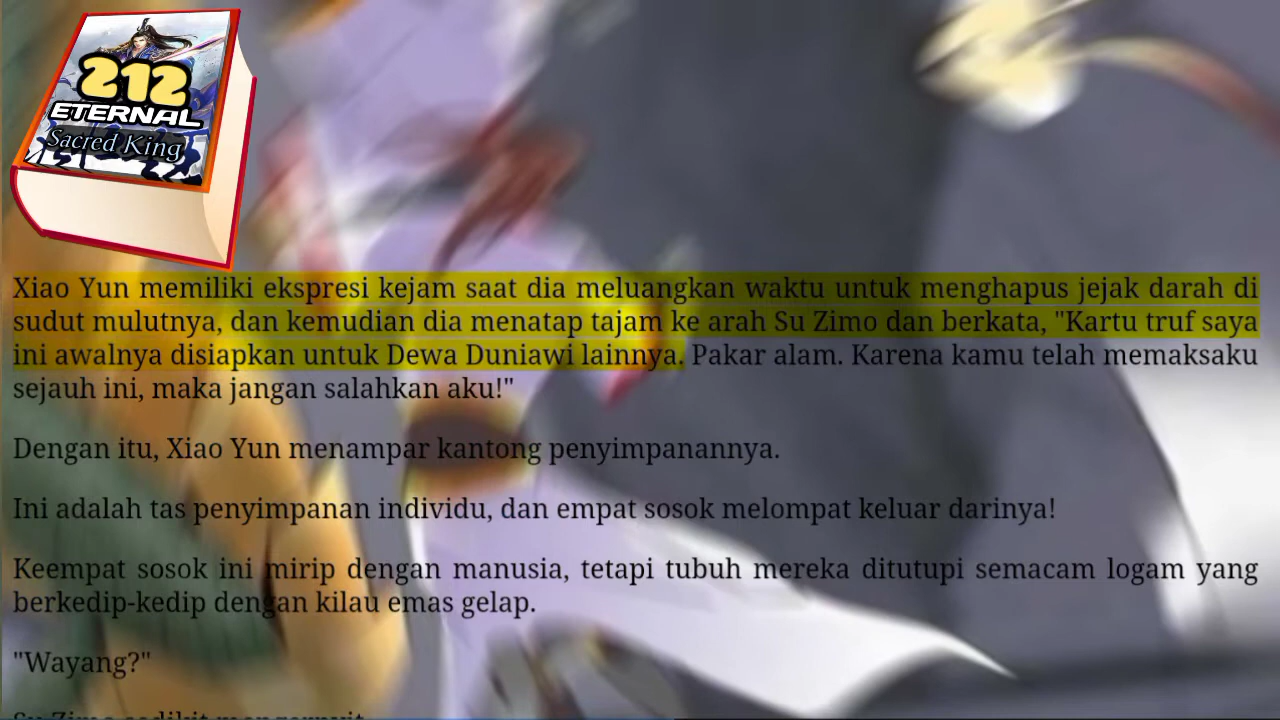 212
ETERNAL
Sacred King
Xiao Yun memiliki ekspresi kejam saat dia meluangkan waktu untuk menghapus jejak darah di
sudut mulutnya, dan kemudian dia menatap tajam ke arah Su Zimo dan berkata, "Kartu truf saya
ini awalnya disiapkan untuk Dewa Duniawi lainnya. Pakar alam. Karena kamu telah memaksaku
sejauh ini, maka jangan salahkan aku!"
Dengan itu, Xiao Yun menampar kantong penyimpanannya.
Ini adalah tas penyimpanan individu, dan empat sosok melompat keluar darinya!
Keempat sosok ini mirip dengan manusia, tetapi tubuh mereka ditutupi semacam logam yang
berkedip-kedip dengan kilau emas gelap.
"Wayang?"